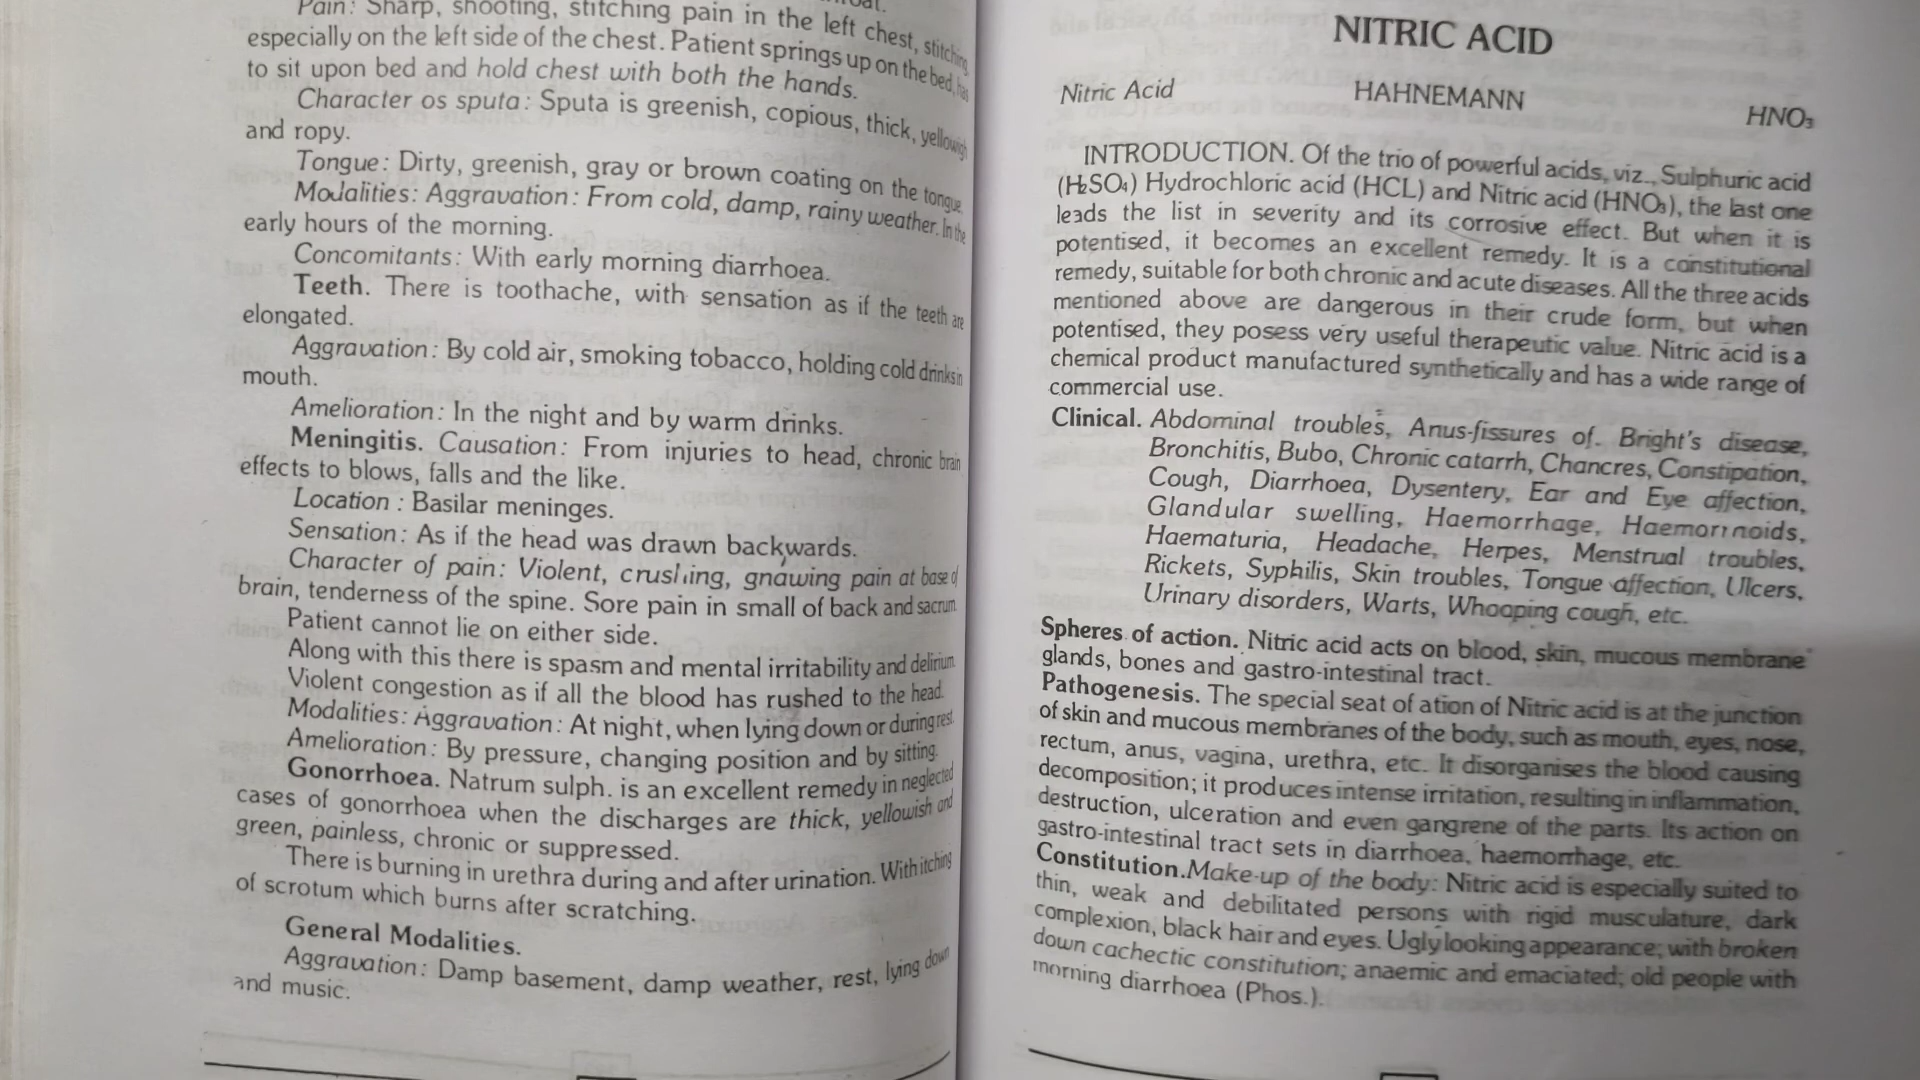 Pain: Sharp, shooting, stitching pain in the left chest, stitching
especially on the left side of the chest. Patient springs up on the bed, has
to sit upon bed and hold chest with both the hands.
Character os sputa: Sputa is greenish, copious, thick, yellowish
and ropy.
Tongue: Dirty, greenish, gray or brown coating on the tongue.
Modalities: Aggravation: From cold, damp, rainy weather. In the
early hours of the morning.
Concomitants: With early morning diarrhoea.
Teeth. There is toothache, with sensation as if the teeth are
elongated.
Aggravation: By cold air, smoking tobacco, holding cold drinks in
mouth.
Amelioration: In the night and by warm drinks.
Meningitis. Causation: From injuries to head, chronic brain
effects to blows, falls and the like.
Location : Basilar meninges.
Sensation: As if the head was drawn backwards.
Character of pain: Violent, crushing, gnawing pain at base of
brain, tenderness of the spine. Sore pain in small of back and sacrum.
Patient cannot lie on either side.
Along with this there is spasm and mental irritability and delirium.
Violent congestion as if all the blood has rushed to the head.
Modalities: Aggravation: At night, when lying down or during rest.
Amelioration: By pressure, changing position and by sitting.
Gonorrhoea. Natrum sulph. is an excellent remedy in neglected
cases of gonorrhoea when the discharges are thick, yellowish and
green, painless, chronic or suppressed.
There is burning in urethra during and after urination. With itching
of scrotum which burns after scratching.
General Modalities.
Aggravation: Damp basement, damp weather, rest, lying down
and music.
NITRIC ACID
Nitric Acid HAHNEMANN HNO₃
INTRODUCTION. Of the trio of powerful acids, viz., Sulphuric acid
(H₂SO₄) Hydrochloric acid (HCL) and Nitric acid (HNO₃), the last one
leads the list in severity and its corrosive effect. But when it is
potentised, it becomes an excellent remedy. It is a constitutional
remedy, suitable for both chronic and acute diseases. All the three acids
mentioned above are dangerous in their crude form, but when
potentised, they posess very useful therapeutic value. Nitric acid is a
chemical product manufactured synthetically and has a wide range of
commercial use.
Clinical. Abdominal troubles, Anus-fissures of. Bright's disease,
Bronchitis, Bubo, Chronic catarrh, Chancres, Constipation,
Cough, Diarrhoea, Dysentery, Ear and Eye affection,
Glandular swelling, Haemorrhage, Haemorrhoids,
Haematuria, Headache, Herpes, Menstrual troubles,
Rickets, Syphilis, Skin troubles, Tongue affection, Ulcers,
Urinary disorders, Warts, Whooping cough, etc.
Spheres of action. Nitric acid acts on blood, skin, mucous membrane
glands, bones and gastro-intestinal tract.
Pathogenesis. The special seat of ation of Nitric acid is at the junction
of skin and mucous membranes of the body, such as mouth, eyes, nose,
rectum, anus, vagina, urethra, etc. It disorganises the blood causing
decomposition; it produces intense irritation, resulting in inflammation,
destruction, ulceration and even gangrene of the parts. Its action on
gastro-intestinal tract sets in diarrhoea, haemorrhage, etc.
Constitution. Make-up of the body: Nitric acid is especially suited to
thin, weak and debilitated persons with rigid musculature, dark
complexion, black hair and eyes. Ugly looking appearance; with broken
down cachectic constitution; anaemic and emaciated; old people with
morning diarrhoea (Phos.).